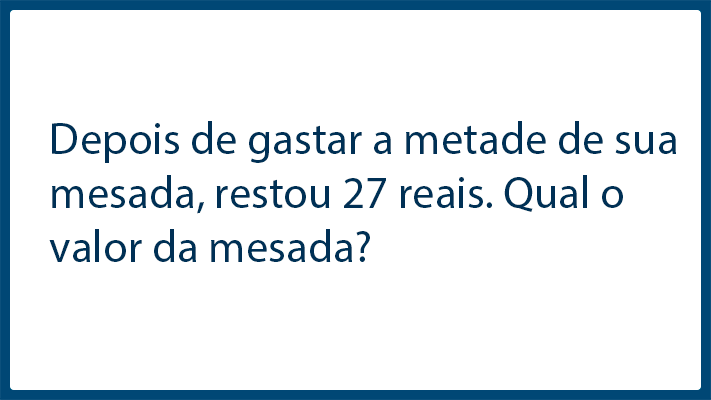 Depois de gastar a metade de sua
mesada, restou 27 reais. Qual o
valor da mesada?